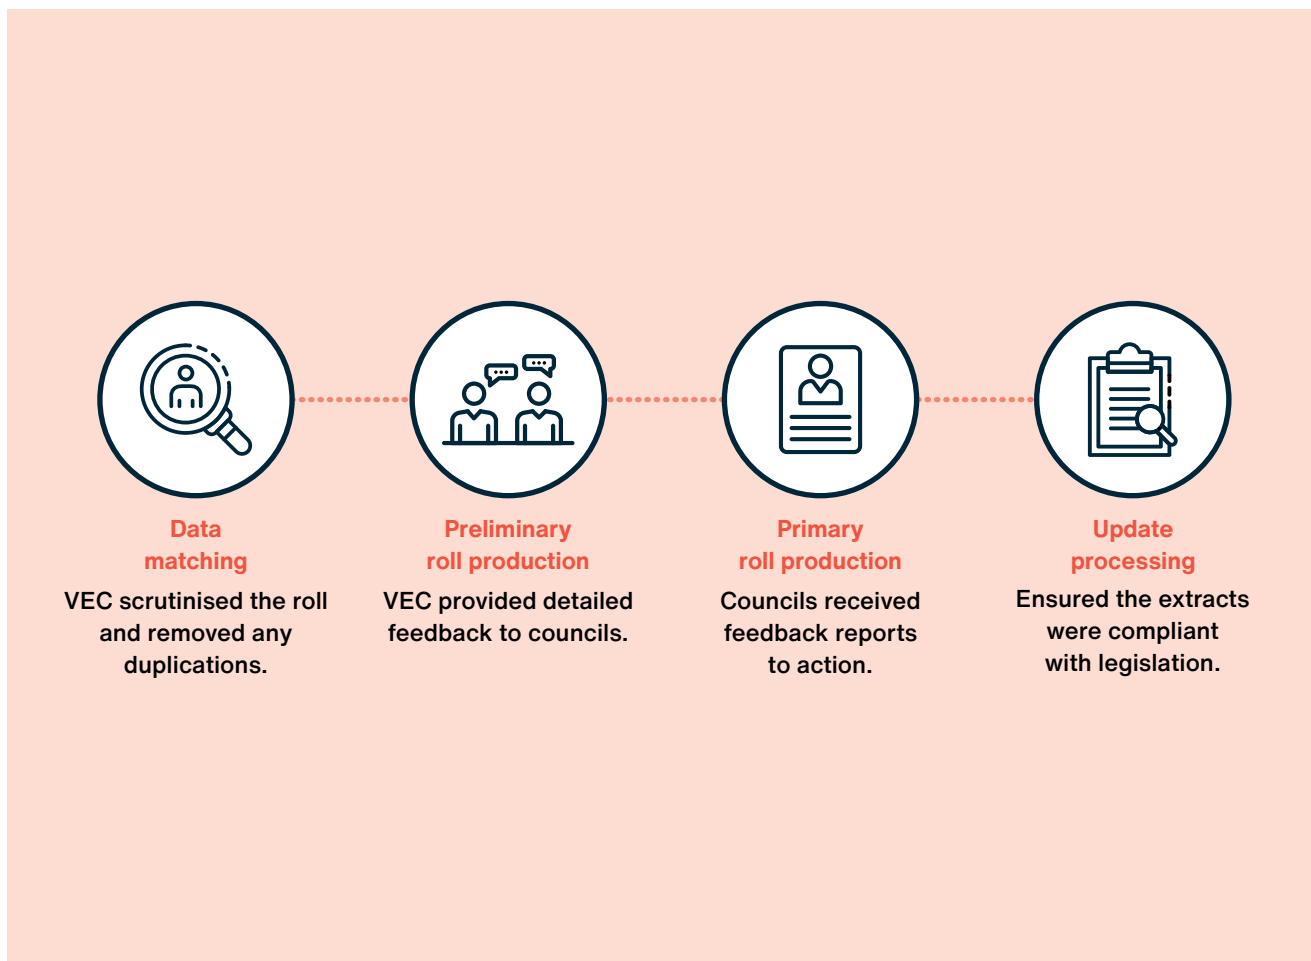 Data
matching
VEC scrutinised the roll
and removed any
duplications.
Preliminary
roll production
VEC provided detailed
feedback to councils.
Primary
roll production
Councils received
feedback reports
to action.
Update
processing
Ensured the extracts
were compliant
with legislation.